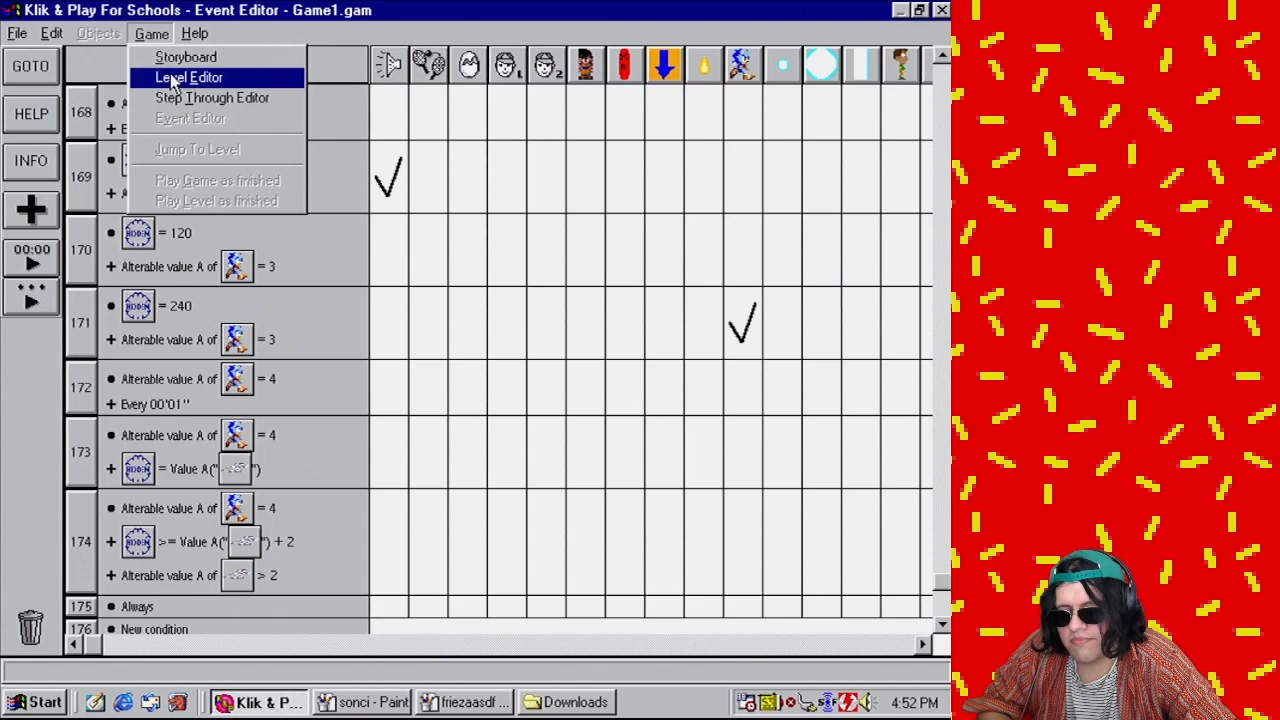 Klik & Play For Schools - Event Editor - Game1.gam
File Edit Objects Game Help
Storyboard
Level Editor
Step Through Editor
Event Editor
Jump To Level
Play Game as finished
Play Level as finished
GOTO
HELP
INFO
00:00
1
2
168
169
170
= 120
+ Alterable value A of = 3
171
= 240
+ Alterable value A of = 3
172
Alterable value A of = 4
+ Every 00'01''
173
Alterable value A of = 4
+ = Value A(" ")
174
Alterable value A of = 4
+ >= Value A(" ") + 2
+ Alterable value A of > 2
175
Always
176
New condition
Start
Klik & P...
sonci - Paint
friezaasdf ...
Downloads
4:52 PM